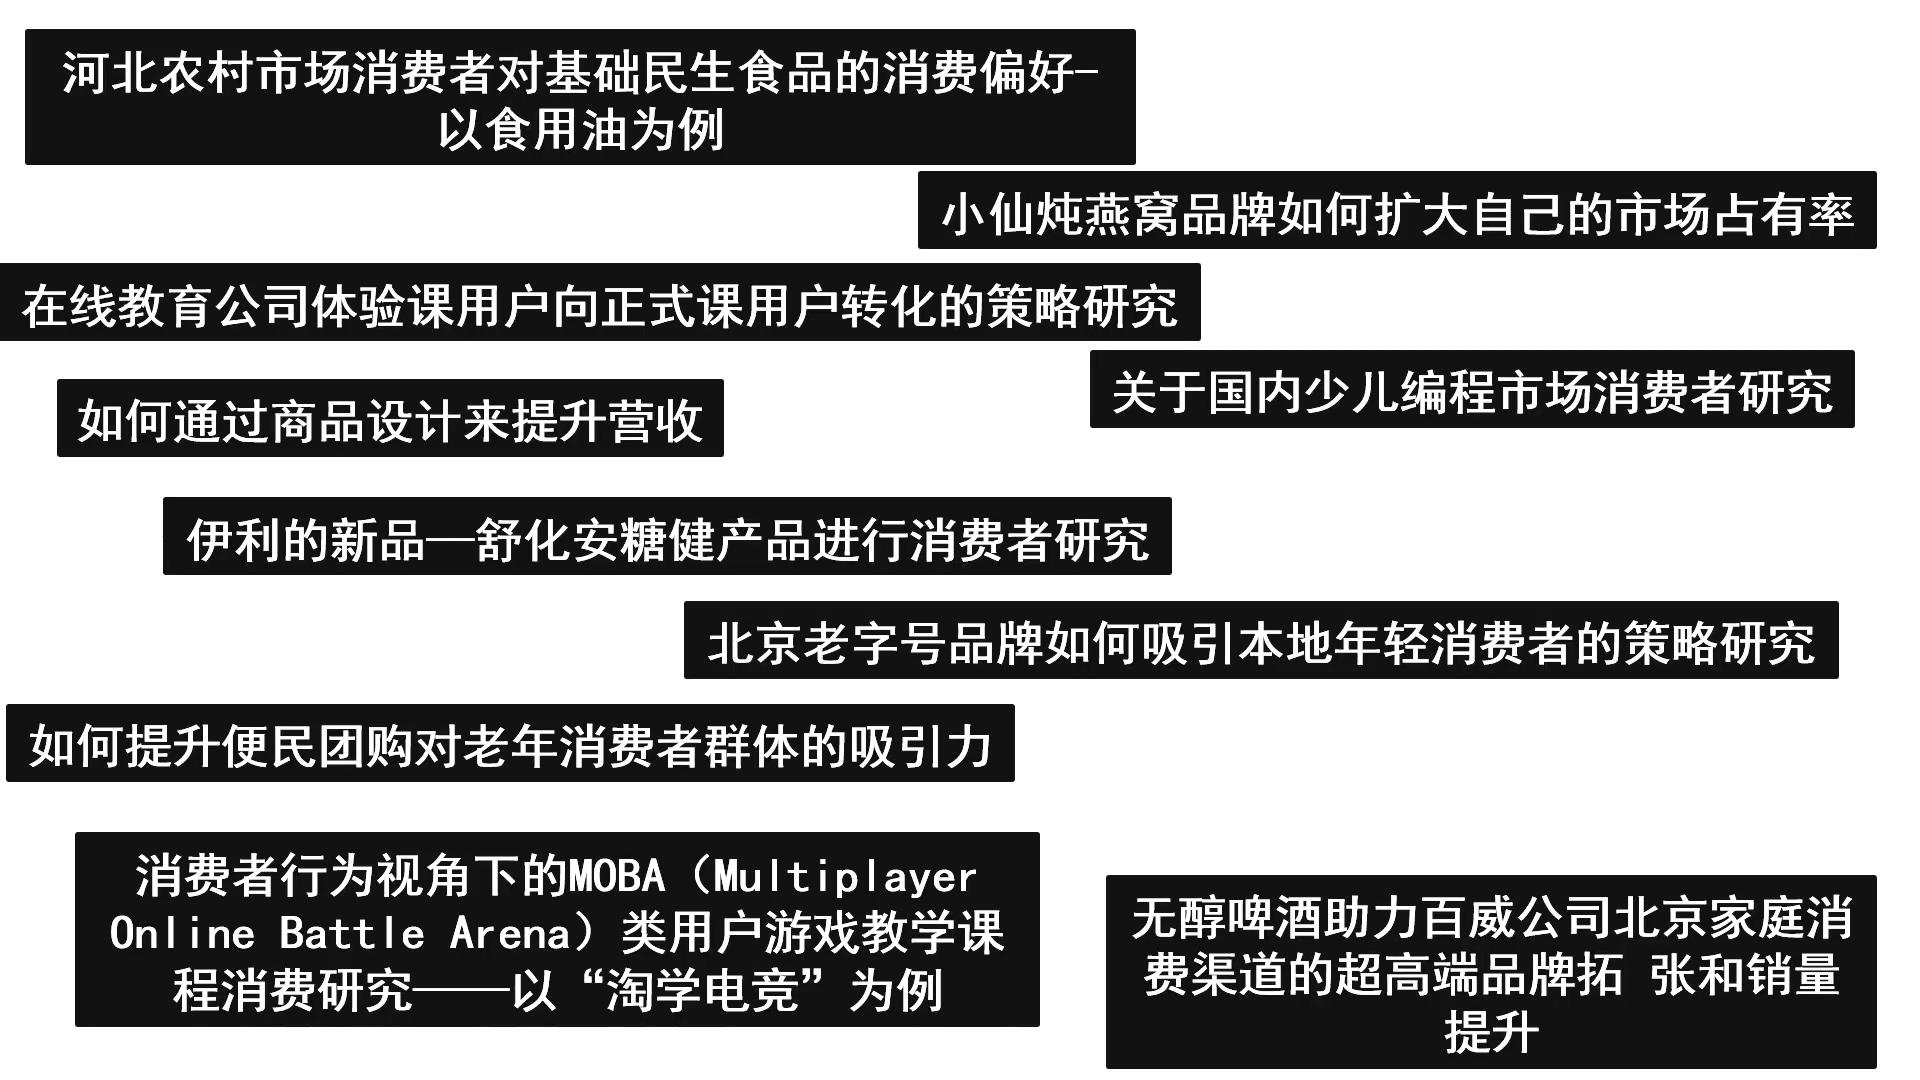 河北农村市场消费者对基础民生食品的消费偏好-
以食用油为例
小仙炖燕窝品牌如何扩大自己的市场占有率
在线教育公司体验课用户向正式课用户转化的策略研究
关于国内少儿编程市场消费者研究
如何通过商品设计来提升营收
伊利的新品—舒化安糖健产品进行消费者研究
北京老字号品牌如何吸引本地年轻消费者的策略研究
如何提升便民团购对老年消费者群体的吸引力
消费者行为视角下的MOBA（Multiplayer
Online Battle Arena）类用户游戏教学课
程消费研究——以“淘学电竞”为例
无醇啤酒助力百威公司北京家庭消
费渠道的超高端品牌拓 张和销量
提升